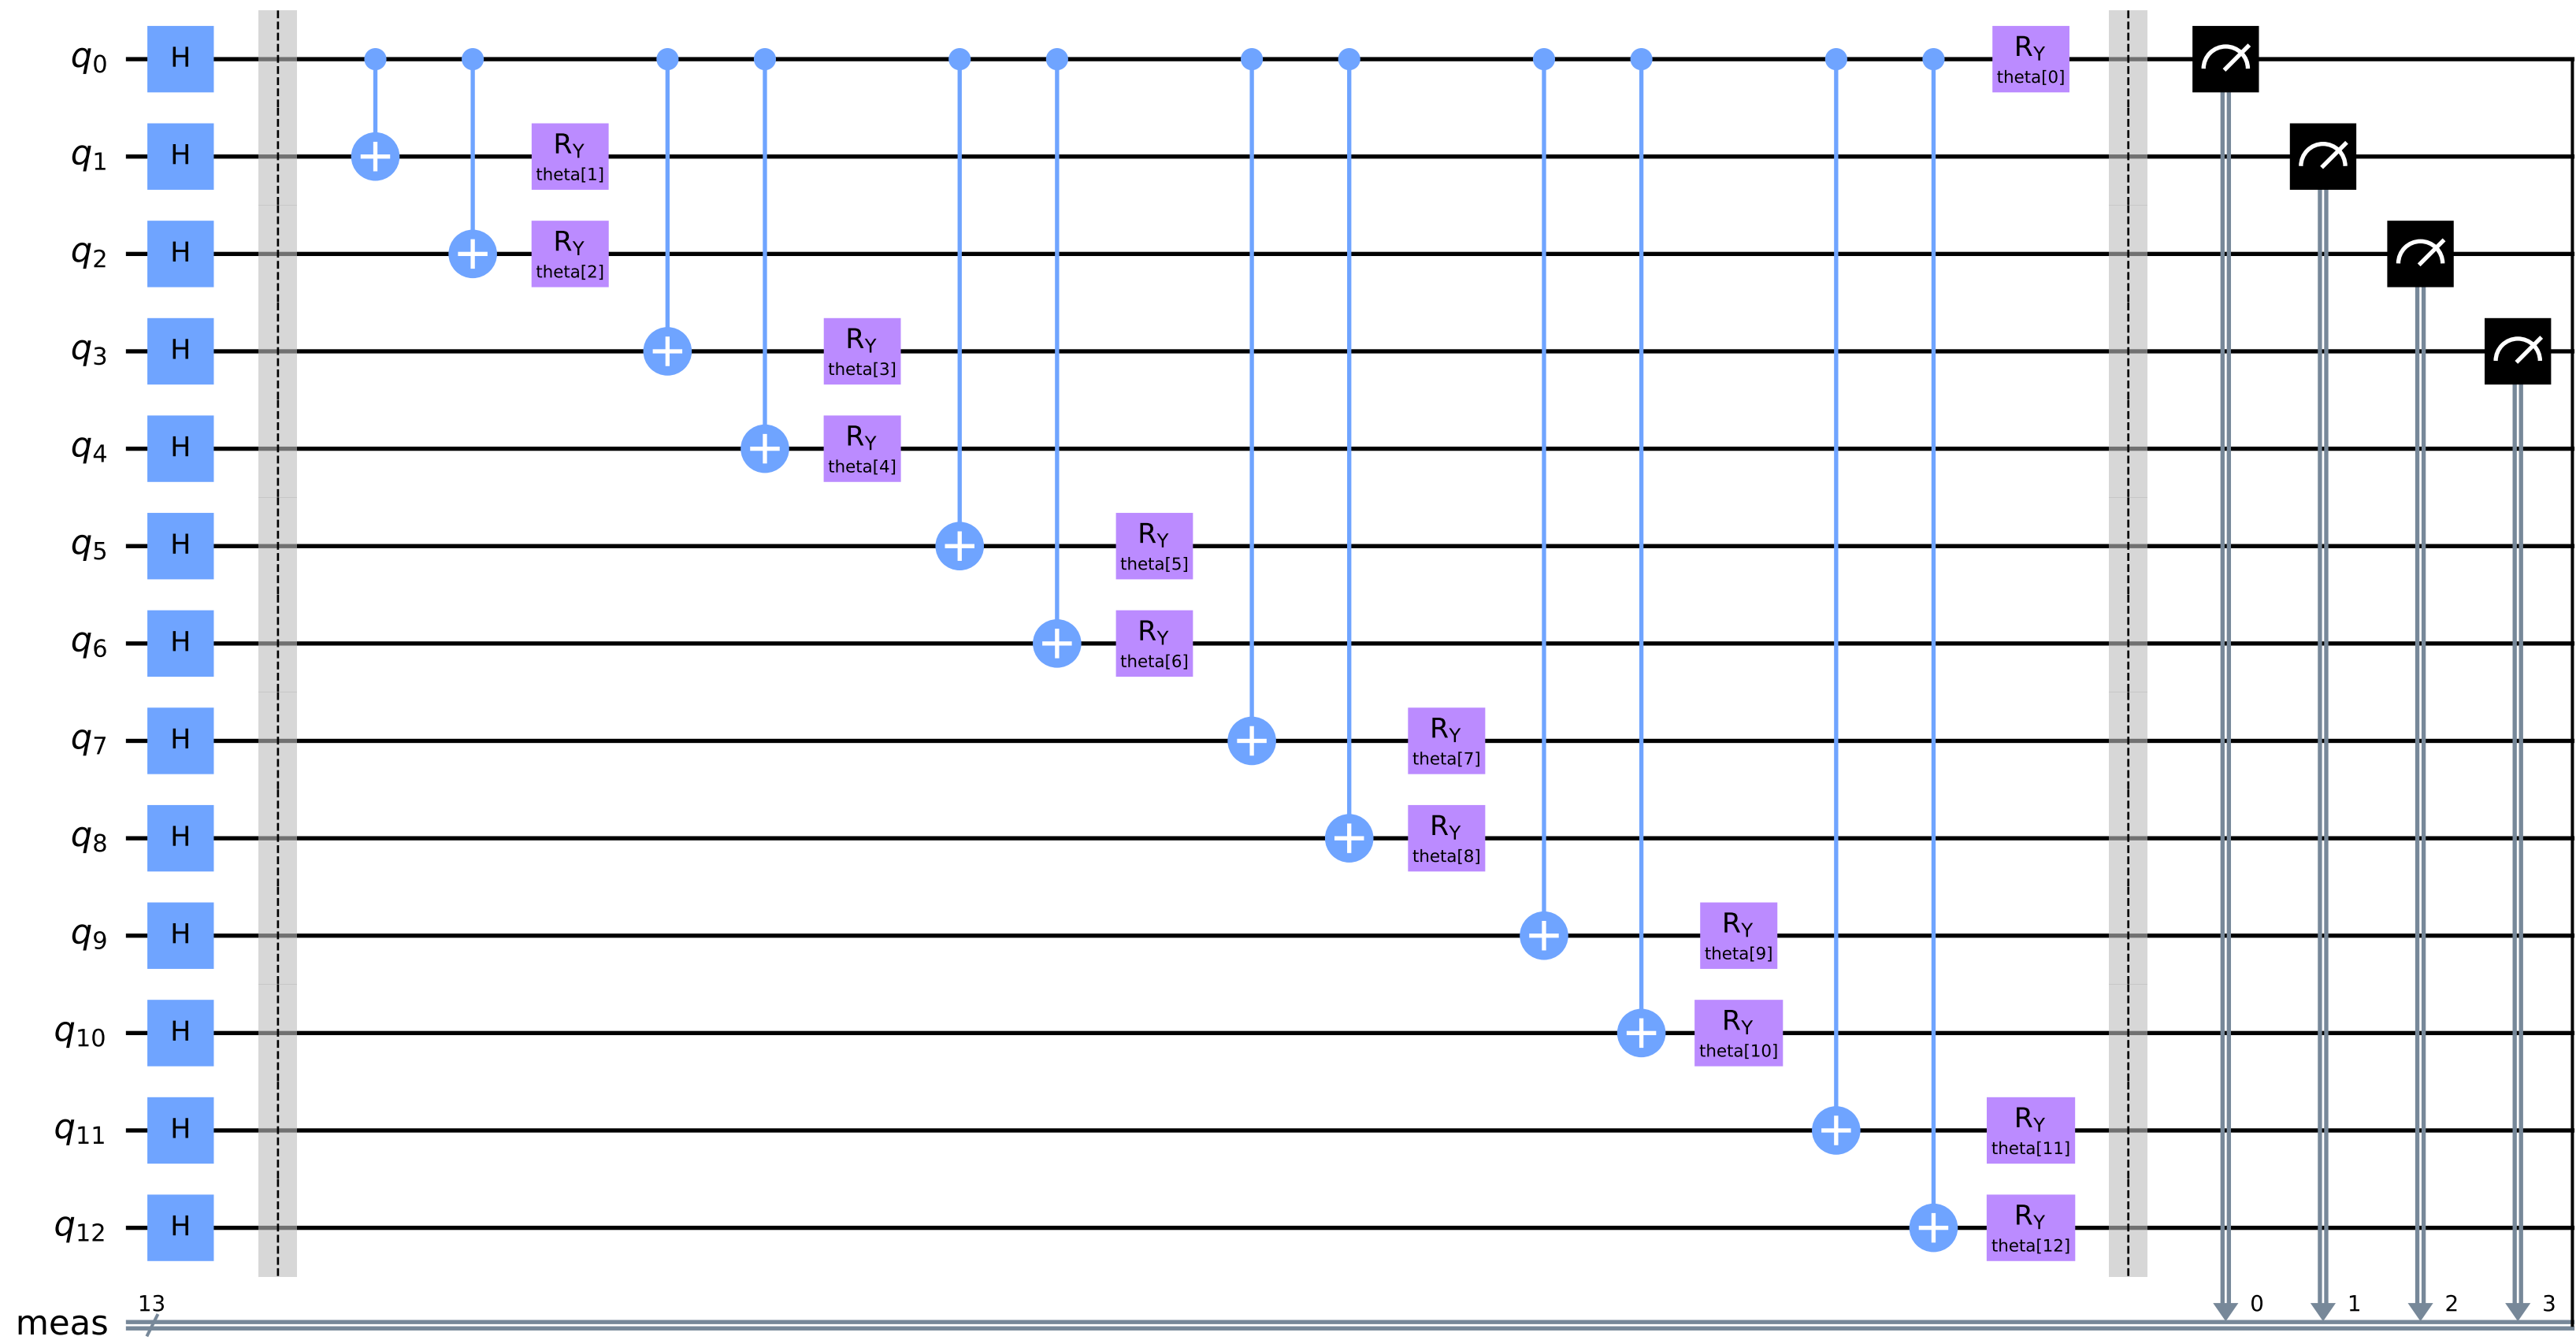 q0 H RY theta[0]
q1 H RY theta[1]
q2 H RY theta[2]
q3 H RY theta[3]
q4 H RY theta[4]
q5 H RY theta[5]
q6 H RY theta[6]
q7 H RY theta[7]
q8 H RY theta[8]
q9 H RY theta[9]
q10 H RY theta[10]
q11 H RY theta[11]
q12 H RY theta[12]
13 0 1 2 3
meas